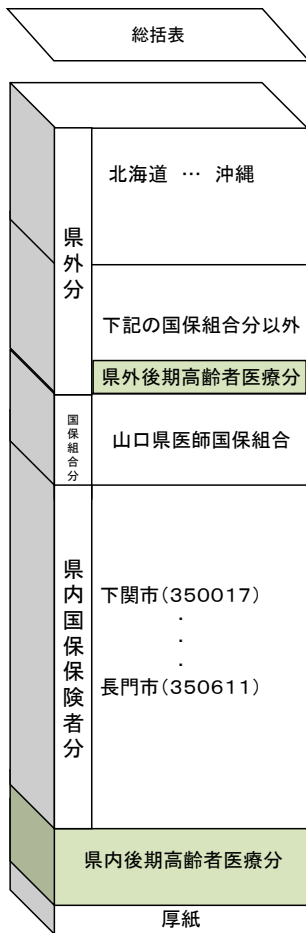 総括表
県外分
北海道 … 沖縄
下記の国保組合分以外
県外後期高齢者医療分
国保組合分
山口県医師国保組合
県内国保保険者分
下関市(350017)
・
・
・
長門市(350611)
県内後期高齢者医療分
厚紙